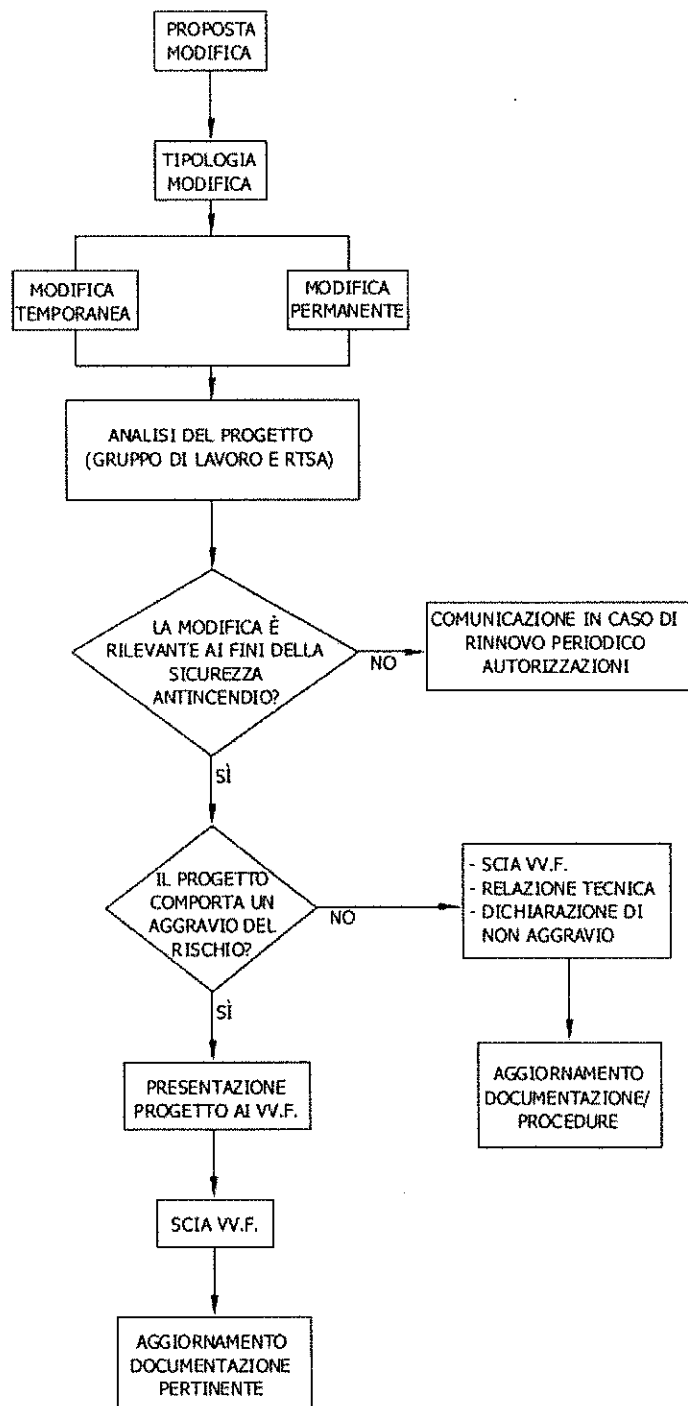 PROPOSTA
MODIFICA
TIPOLOGIA
MODIFICA
MODIFICA
TEMPORANEA
MODIFICA
PERMANENTE
ANALISI DEL PROGETTO
(GRUPPO DI LAVORO E RTSA)
LA MODIFICA È
RILEVANTE AI FINI DELLA
SICUREZZA
ANTINCENDIO?
NO
COMUNICAZIONE IN CASO DI
RINNOVO PERIODICO
AUTORIZZAZIONI
SÌ
IL PROGETTO
COMPORTA UN
AGGRAVIO DEL
RISCHIO?
NO
- SCIA VV.F.
- RELAZIONE TECNICA
- DICHIARAZIONE DI
NON AGGRAVIO
SÌ
PRESENTAZIONE
PROGETTO AI VV.F.
AGGIORNAMENTO
DOCUMENTAZIONE/
PROCEDURE
SCIA VV.F.
AGGIORNAMENTO
DOCUMENTAZIONE
PERTINENTE